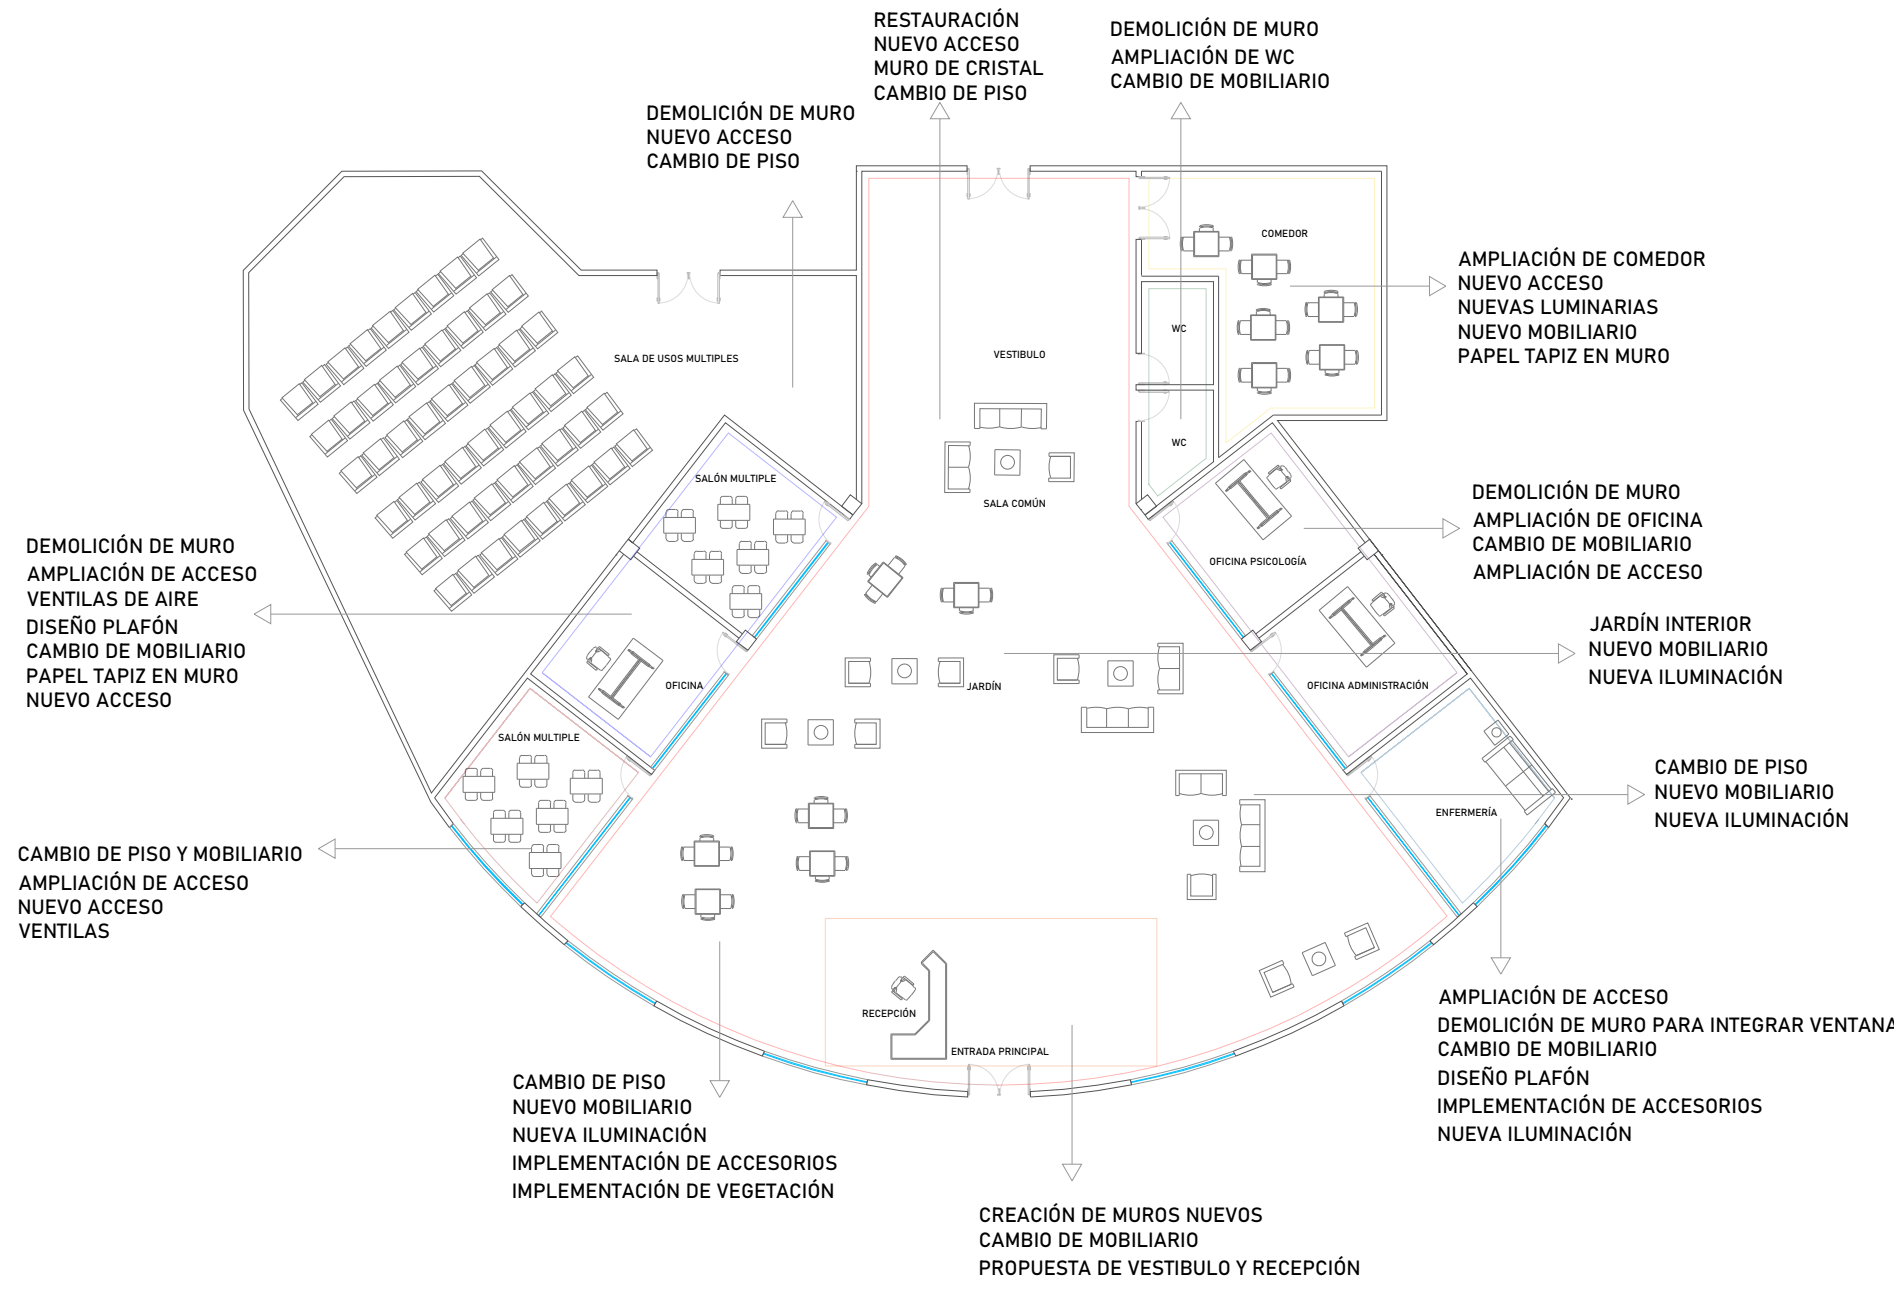 RESTAURACIÓN
NUEVO ACCESO
MURO DE CRISTAL
CAMBIO DE PISO
DEMOLICIÓN DE MURO
AMPLIACIÓN DE WC
CAMBIO DE MOBILIARIO
DEMOLICIÓN DE MURO
NUEVO ACCESO
CAMBIO DE PISO
COMEDOR
AMPLIACIÓN DE COMEDOR
NUEVO ACCESO
NUEVAS LUMINARIAS
NUEVO MOBILIARIO
PAPEL TAPIZ EN MURO
WC
VESTIBULO
SALA DE USOS MULTIPLES
WC
SALÓN MULTIPLE
SALA COMÚN
DEMOLICIÓN DE MURO
AMPLIACIÓN DE OFICINA
CAMBIO DE MOBILIARIO
AMPLIACIÓN DE ACCESO
OFICINA PSICOLOGÍA
DEMOLICIÓN DE MURO
AMPLIACIÓN DE ACCESO
VENTILAS DE AIRE
DISEÑO PLAFÓN
CAMBIO DE MOBILIARIO
PAPEL TAPIZ EN MURO
NUEVO ACCESO
JARDÍN INTERIOR
NUEVO MOBILIARIO
NUEVA ILUMINACIÓN
OFICINA
JARDÍN
OFICINA ADMINISTRACIÓN
SALÓN MULTIPLE
CAMBIO DE PISO
NUEVO MOBILIARIO
NUEVA ILUMINACIÓN
ENFERMERÍA
CAMBIO DE PISO Y MOBILIARIO
AMPLIACIÓN DE ACCESO
NUEVO ACCESO
VENTILAS
RECEPCIÓN
ENTRADA PRINCIPAL
AMPLIACIÓN DE ACCESO
DEMOLICIÓN DE MURO PARA INTEGRAR VENTANA
CAMBIO DE MOBILIARIO
DISEÑO PLAFÓN
IMPLEMENTACIÓN DE ACCESORIOS
NUEVA ILUMINACIÓN
CAMBIO DE PISO
NUEVO MOBILIARIO
NUEVA ILUMINACIÓN
IMPLEMENTACIÓN DE ACCESORIOS
IMPLEMENTACIÓN DE VEGETACIÓN
CREACIÓN DE MUROS NUEVOS
CAMBIO DE MOBILIARIO
PROPUESTA DE VESTIBULO Y RECEPCIÓN